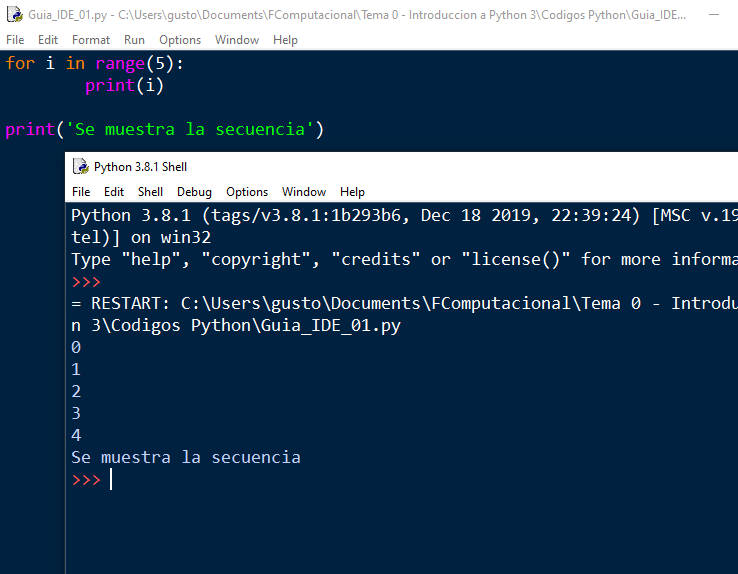 Guia_IDE_01.py - C:\Users\gusto\Documents\FComputacional\Tema 0 - Introduccion a Python 3\Codigos Python\Guia_IDE...
File Edit Format Run Options Window Help
for i in range(5):
        print(i)
print('Se muestra la secuencia')
Python 3.8.1 Shell
File Edit Shell Debug Options Window Help
Python 3.8.1 (tags/v3.8.1:1b293b6, Dec 18 2019, 22:39:24) [MSC v.19
tel)] on win32
Type "help", "copyright", "credits" or "license()" for more informa
>>>
= RESTART: C:\Users\gusto\Documents\FComputacional\Tema 0 - Introdu
n 3\Codigos Python\Guia_IDE_01.py
0
1
2
3
4
Se muestra la secuencia
>>>